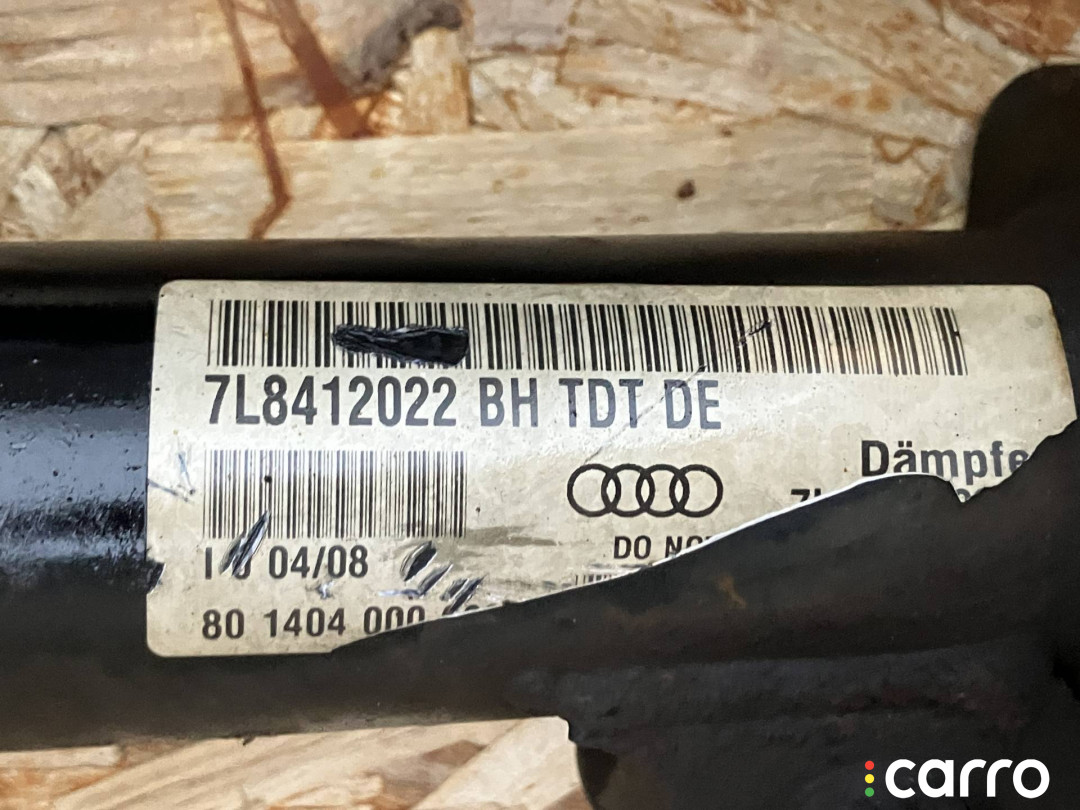 7L8412022 BH TDT DE
Dämpfe
04/08
DO NO
80 1404 000
carro